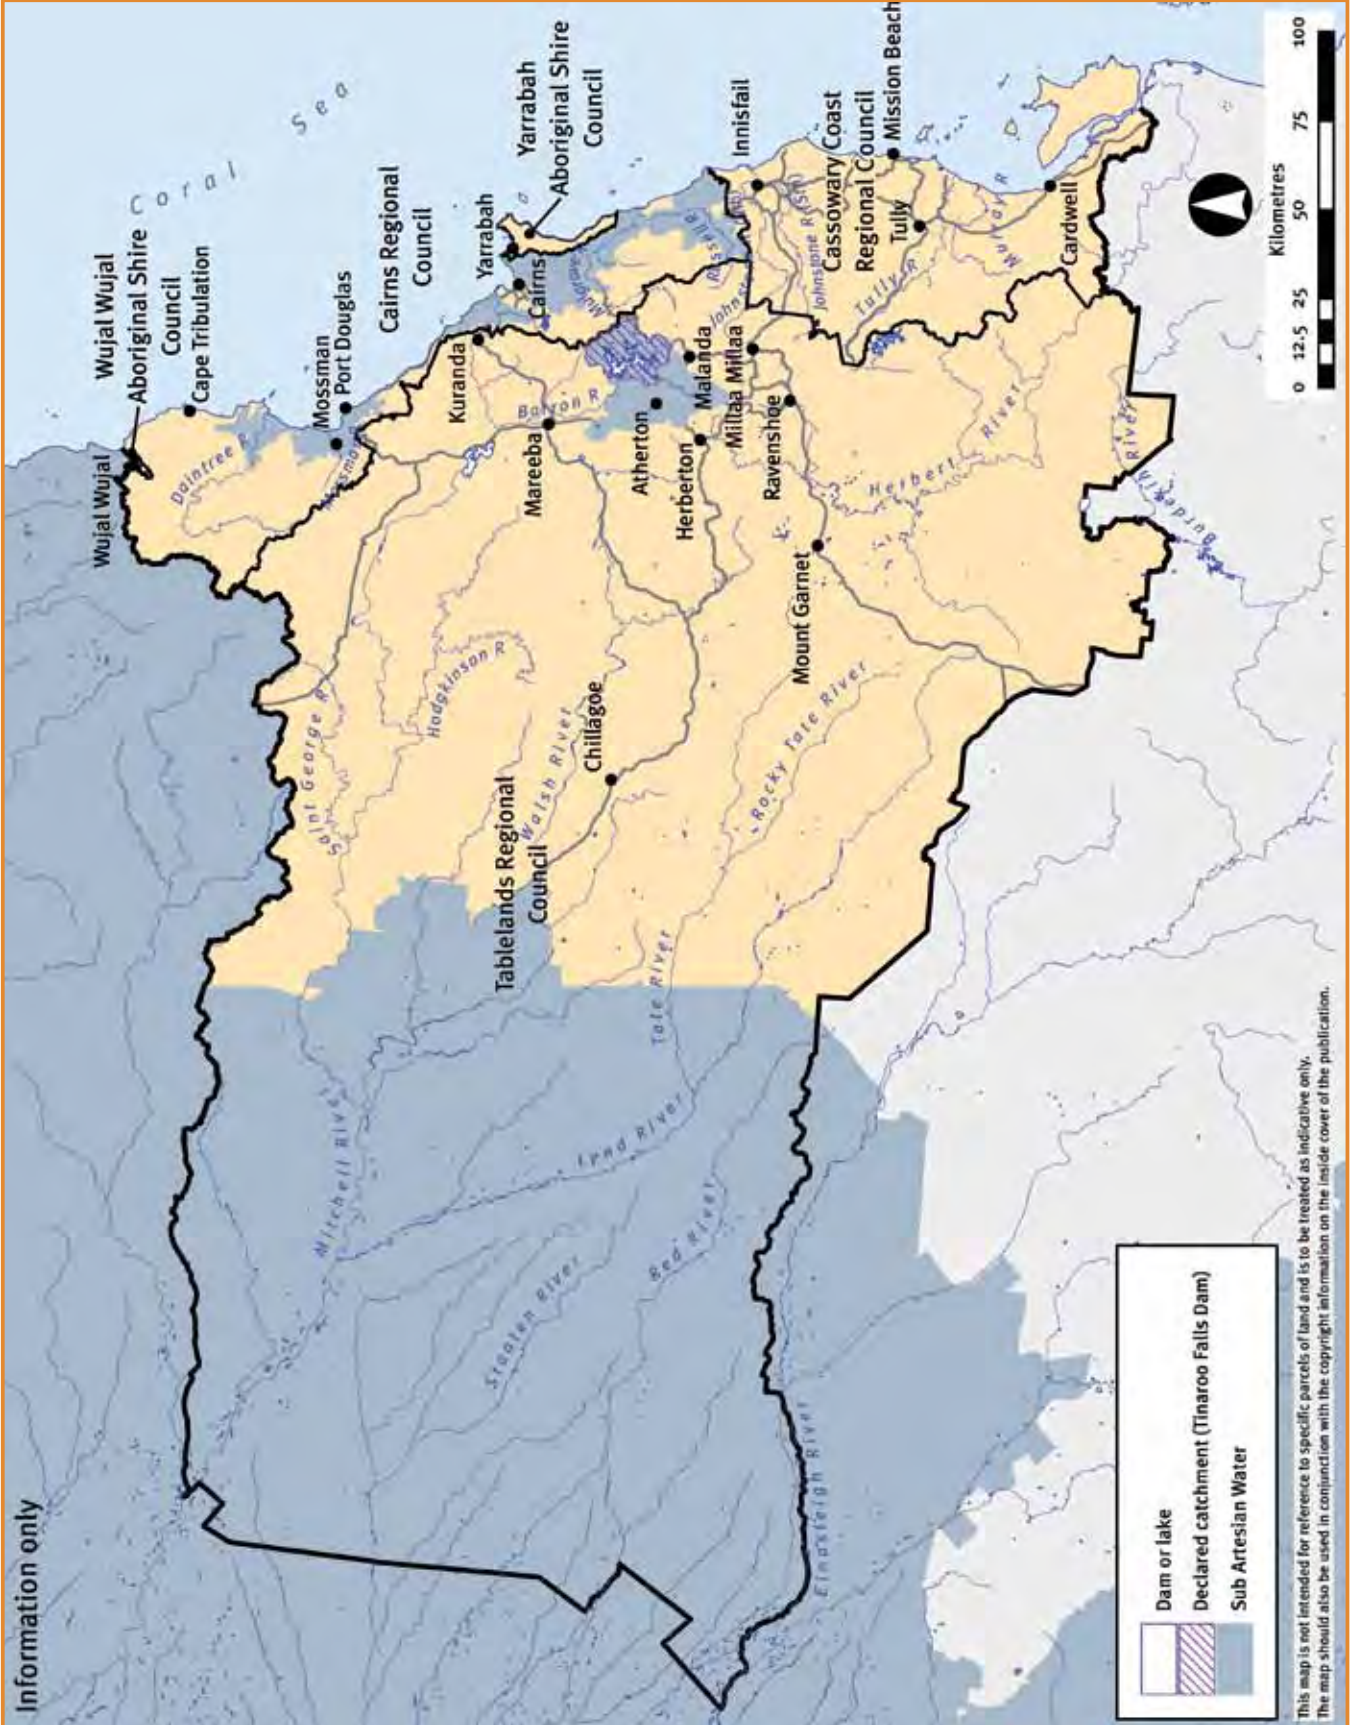 Information only
Coral Sea
Wujal Wujal
Aboriginal Shire
Council
Cape Tribulation
Wujal Wujal
Daintree R
Mossman
Port Douglas
Cairns Regional
Council
Yarrabah
Yarrabah
Aboriginal Shire
Council
Cairns
Kuranda
Barron R
Mareeba
Atherton
Herberton
Malanda
Millaa Millaa
Ravenshoe
Innisfail
Cassowary Coast
Regional Council
Mission Beach
Tully
Tully R
Murray R
Cardwell
Mount Garnet
Herbert
River
Burdekin
River
Saint George R
Hodgkinson R
Walsh River
Chillagoe
Tablelands Regional
Council
Rocky Tate River
Tate River
Mitchell River
Lynd River
Staaten River
Red River
Einasleigh River
Kilometres
0 12.5 25 50 75 100
Dam or lake
Declared catchment (Tinaroo Falls Dam)
Sub Artesian Water
This map is not intended for reference to specific parcels of land and is to be treated as indicative only.
The map should also be used in conjunction with the copyright information on the inside cover of the publication.